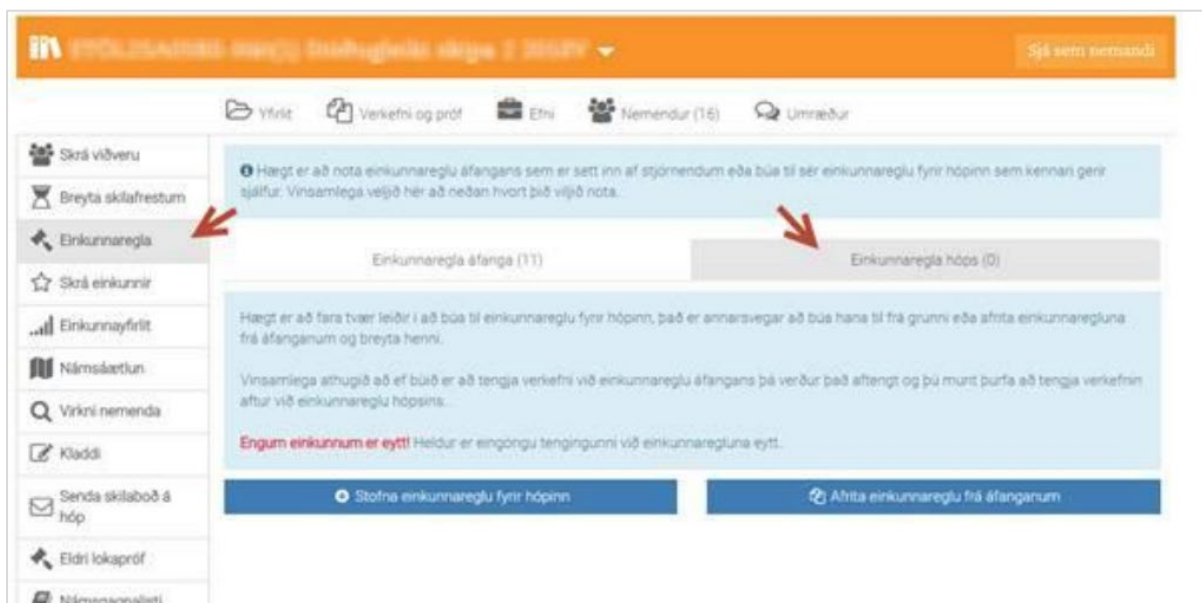 Sjá sem nemandi
Yfirlit Verkefni og próf Efni Nemendur (16) Umræður
Skrá viðveru
Breyta skilafrestum
Einkunnaregla
Skrá einkunnir
Einkunnayfirlit
Námsáætlun
Virkni nemenda
Kladdi
Senda skilaboð á
hóp
Eldri lokapróf
Námsgagnalisti
Hægt er að nota einkunnareglu áfangans sem er sett inn af stjórnendum eða búa til sér einkunnareglu fyrir hópinn sem kennari gerir
sjálfur. Vinsamlega veljið hér að neðan hvort þið viljið nota.
Einkunnaregla áfanga (11) Einkunnaregla hóps (0)
Hægt er að fara tvær leiðir í að búa til einkunnareglu fyrir hópinn, það er annarsvegar að búa hana til frá grunni eða afrita einkunnaregluna
frá áfanganum og breyta henni.
Vinsamlega athugið að ef búið er að tengja verkefni við einkunnareglu áfangans þá verður það aftengt og þú munt þurfa að tengja verkefnin
aftur við einkunnareglu hópsins.
Engum einkunnum er eytt! Heldur er eingöngu tengingunni við einkunnaregluna eytt.
Stofna einkunnareglu fyrir hópinn Afrita einkunnareglu frá áfanganum